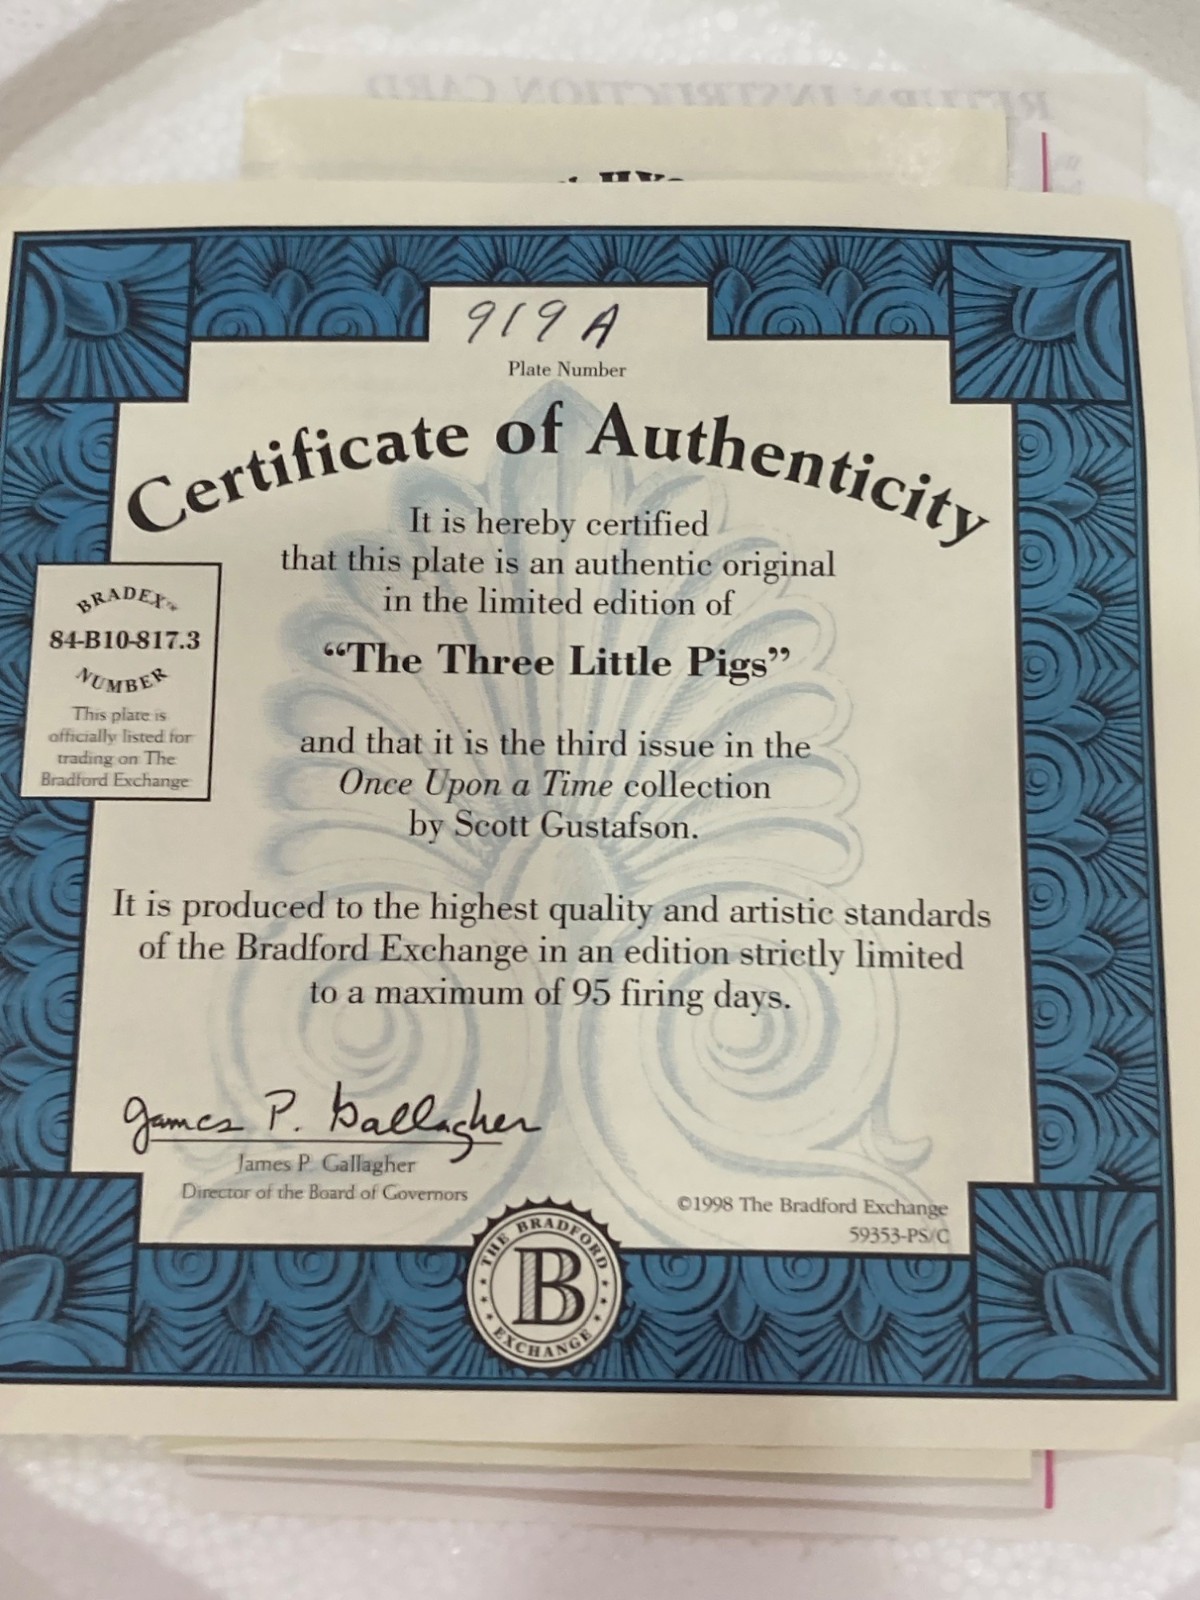 RETURN INSTRUCTION CARD
919A
Plate Number
Certificate of Authenticity
It is hereby certified
that this plate is an authentic original
in the limited edition of
“The Three Little Pigs”
and that it is the third issue in the
Once Upon a Time collection
by Scott Gustafson.
BRADEX™
84-B10-817.3
NUMBER
This plate is
officially listed for
trading on The
Bradford Exchange
It is produced to the highest quality and artistic standards
of the Bradford Exchange in an edition strictly limited
to a maximum of 95 firing days.
James P. Gallagher
James P. Gallagher
Director of the Board of Governors
©1998 The Bradford Exchange
59353-PS/C
THE BRADFORD
B
EXCHANGE